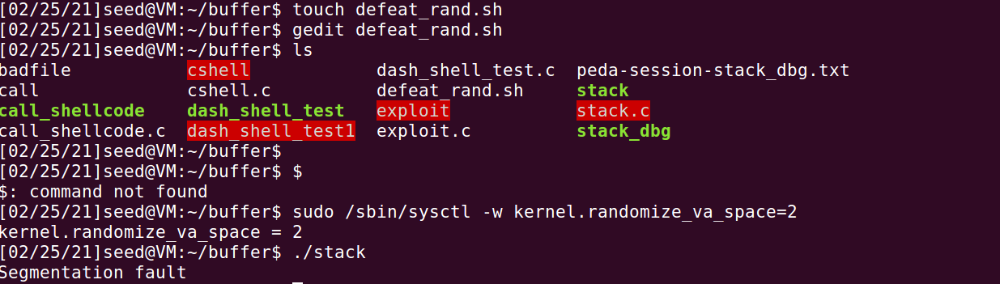 [02/25/21]seed@VM:~/buffer$ touch defeat_rand.sh
[02/25/21]seed@VM:~/buffer$ gedit defeat_rand.sh
[02/25/21]seed@VM:~/buffer$ ls
badfile cshell dash_shell_test.c peda-session-stack_dbg.txt
call cshell.c defeat_rand.sh stack
call_shellcode dash_shell_test exploit stack.c
call_shellcode.c dash_shell_test1 exploit.c stack_dbg
[02/25/21]seed@VM:~/buffer$
[02/25/21]seed@VM:~/buffer$ $
$: command not found
[02/25/21]seed@VM:~/buffer$ sudo /sbin/sysctl -w kernel.randomize_va_space=2
kernel.randomize_va_space = 2
[02/25/21]seed@VM:~/buffer$ ./stack
Segmentation fault